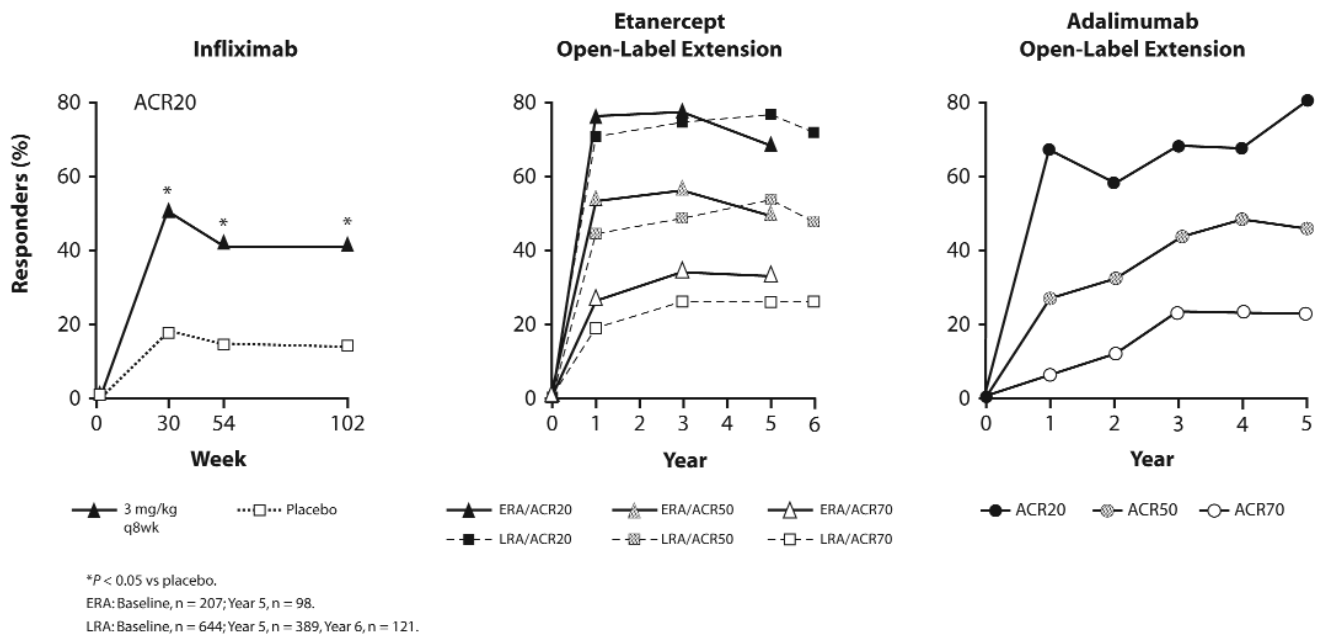 Infliximab
Etanercept
Open-Label Extension
Adalimumab
Open-Label Extension
ACR20
Responders (%)
80
60
40
20
0
*
*
*
0 30 54 102
Week
80
60
40
20
0
0 1 2 3 4 5 6
Year
80
60
40
20
0
0 1 2 3 4 5
Year
3 mg/kg
q8wk
Placebo
ERA/ACR20 ERA/ACR50 ERA/ACR70
LRA/ACR20 LRA/ACR50 LRA/ACR70
ACR20 ACR50 ACR70
*P < 0.05 vs placebo.
ERA: Baseline, n = 207; Year 5, n = 98.
LRA: Baseline, n = 644; Year 5, n = 389, Year 6, n = 121.